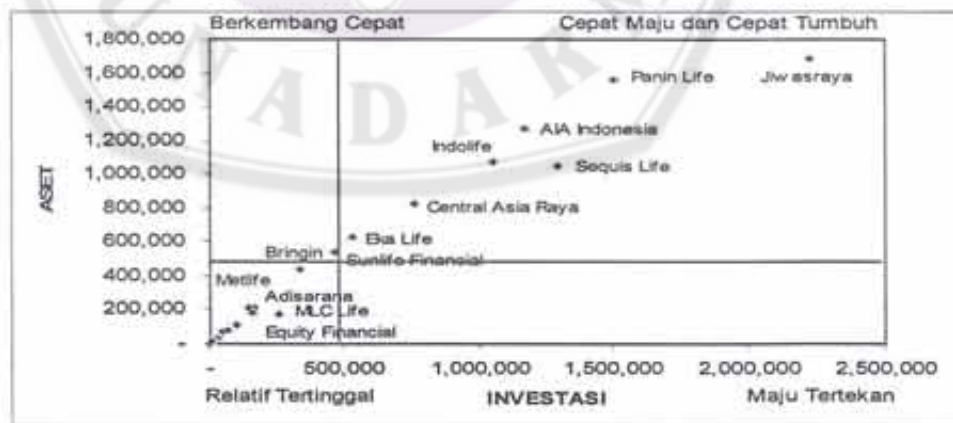 Berkembang Cepat Cepat Maju dan Cepat Tumbuh
1,800,000
1,600,000 Panin Life Jiwasraya
1,400,000
1,200,000 AIA Indonesia
Indolife
1,000,000 Sequis Life
ASET
800,000 Central Asia Raya
600,000 Eka Life
Bringin Sunlife Financial
400,000
Metlife
Adisarana
200,000 MLC Life
Equity Financial
-
- 500,000 1,000,000 1,500,000 2,000,000 2,500,000
Relatif Tertinggal INVESTASI Maju Tertekan